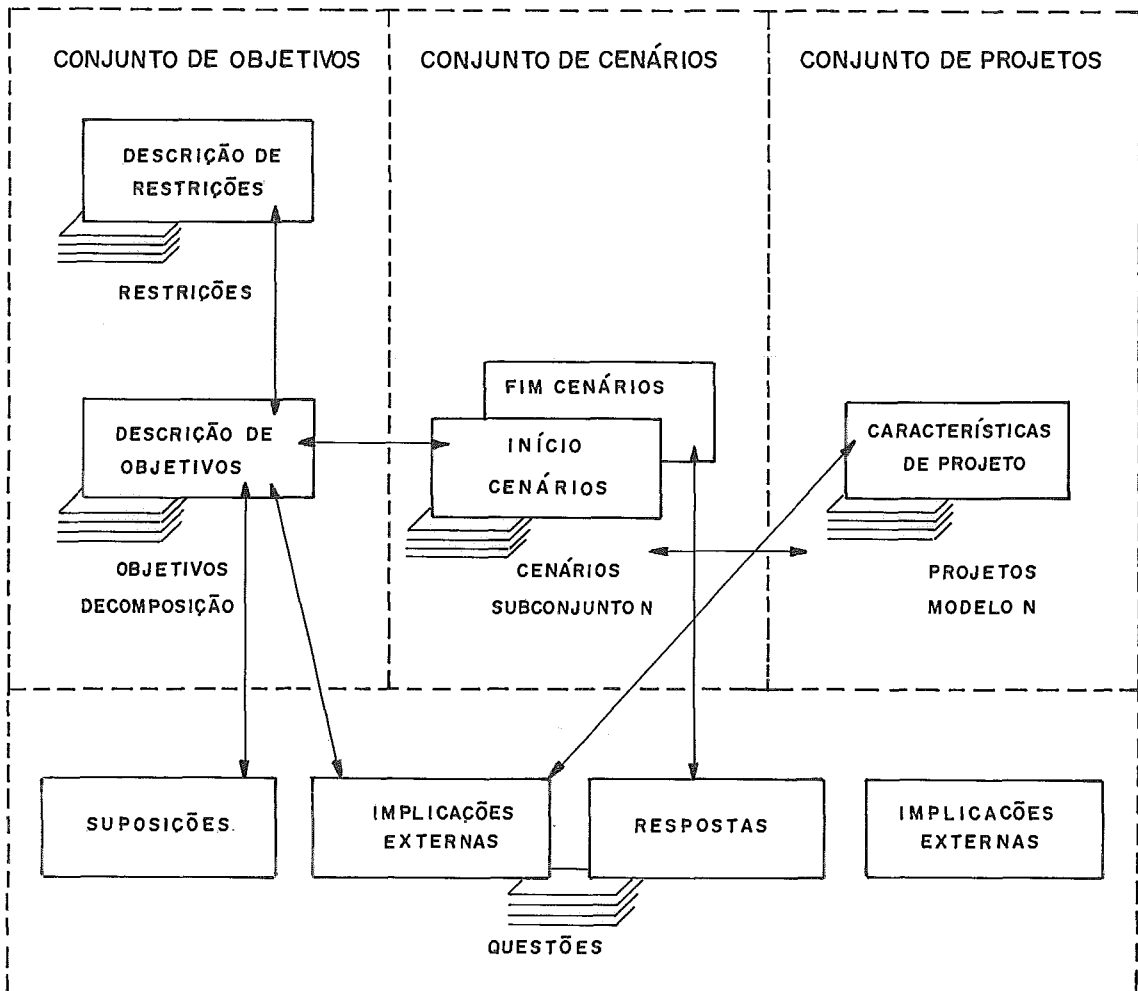 CONJUNTO DE OBJETIVOS
CONJUNTO DE CENÁRIOS
CONJUNTO DE PROJETOS
DESCRIÇÃO DE
RESTRIÇÕES
RESTRIÇÕES
DESCRIÇÃO DE
OBJETIVOS
OBJETIVOS
DECOMPOSIÇÃO
FIM CENÁRIOS
INÍCIO
CENÁRIOS
CENÁRIOS
SUBCONJUNTO N
CARACTERÍSTICAS
DE PROJETO
PROJETOS
MODELO N
SUPOSIÇÕES.
IMPLICAÇÕES
EXTERNAS
RESPOSTAS
IMPLICAÇÕES
EXTERNAS
QUESTÕES